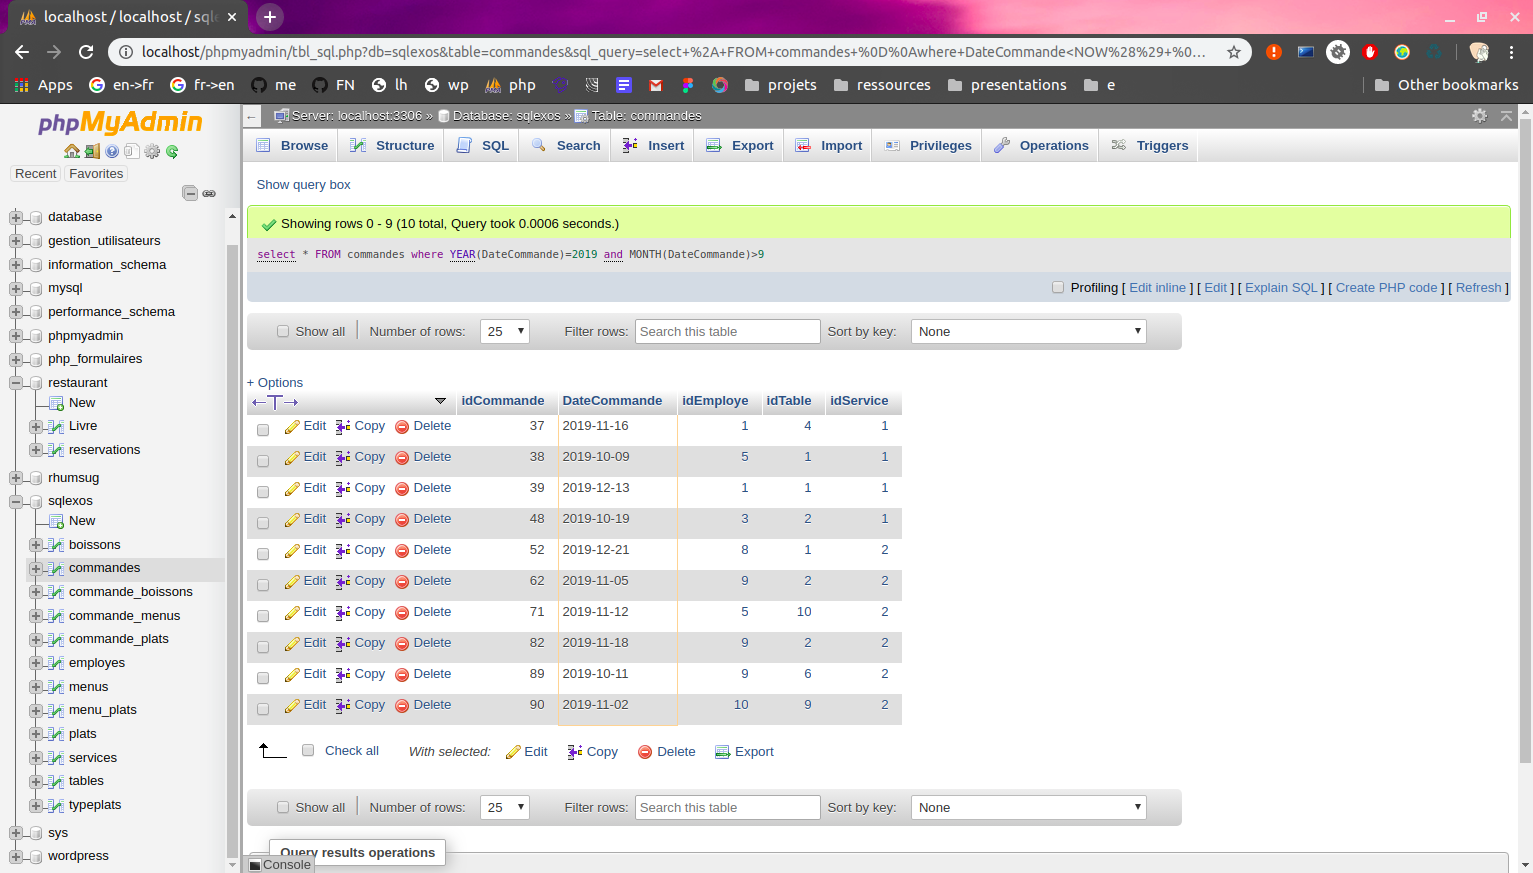 localhost / localhost / sqle
localhost/phpmyadmin/tbl_sql.php?db=sqlexos&table=commandes&sql_query=select+%2A+FROM+commandes+%0D%0Awhere+DateCommande<NOW%28%29+%0...
Apps en->fr fr->en me FN lh wp php projets ressources presentations e Other bookmarks
phpMyAdmin
Recent Favorites
database
gestion_utilisateurs
information_schema
mysql
performance_schema
phpmyadmin
php_formulaires
restaurant
New
Livre
reservations
rhumsug
sqlexos
New
boissons
commandes
commande_boissons
commande_menus
commande_plats
employes
menus
menu_plats
plats
services
tables
typeplats
sys
wordpress
Server: localhost:3306 » Database: sqlexos » Table: commandes
Browse Structure SQL Search Insert Export Import Privileges Operations Triggers
Show query box
Showing rows 0 - 9 (10 total, Query took 0.0006 seconds.)
select * FROM commandes where YEAR(DateCommande)=2019 and MONTH(DateCommande)>9
Profiling [ Edit inline ] [ Edit ] [ Explain SQL ] [ Create PHP code ] [ Refresh ]
Show all Number of rows: 25 Filter rows: Search this table Sort by key: None
+ Options
idCommande DateCommande idEmploye idTable idService
Edit Copy Delete 37 2019-11-16 1 4 1
Edit Copy Delete 38 2019-10-09 5 1 1
Edit Copy Delete 39 2019-12-13 1 1 1
Edit Copy Delete 48 2019-10-19 3 2 1
Edit Copy Delete 52 2019-12-21 8 1 2
Edit Copy Delete 62 2019-11-05 9 2 2
Edit Copy Delete 71 2019-11-12 5 10 2
Edit Copy Delete 82 2019-11-18 9 2 2
Edit Copy Delete 89 2019-10-11 9 6 2
Edit Copy Delete 90 2019-11-02 10 9 2
Check all With selected: Edit Copy Delete Export
Show all Number of rows: 25 Filter rows: Search this table Sort by key: None
Query results operations
Console